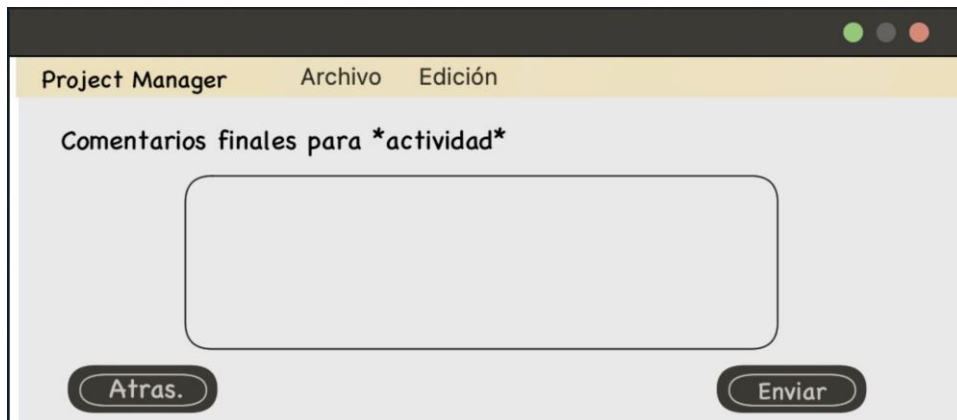 Project Manager Archivo Edición
Comentarios finales para *actividad*
Atras. Enviar